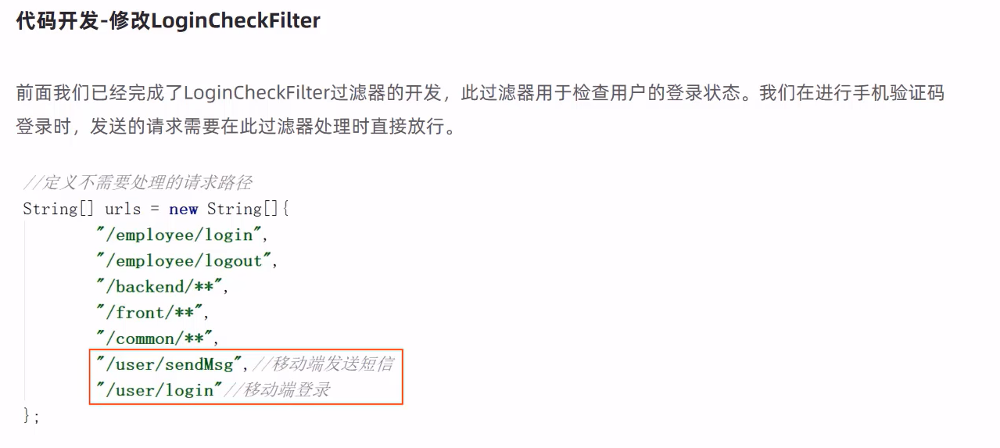 代码开发-修改LoginCheckFilter
前面我们已经完成了LoginCheckFilter过滤器的开发，此过滤器用于检查用户的登录状态。我们在进行手机验证码
登录时，发送的请求需要在此过滤器处理时直接放行。
//定义不需要处理的请求路径
String[] urls = new String[]{
"/employee/login",
"/employee/logout",
"/backend/**",
"/front/**",
"/common/**",
"/user/sendMsg",//移动端发送短信
"/user/login"//移动端登录
};